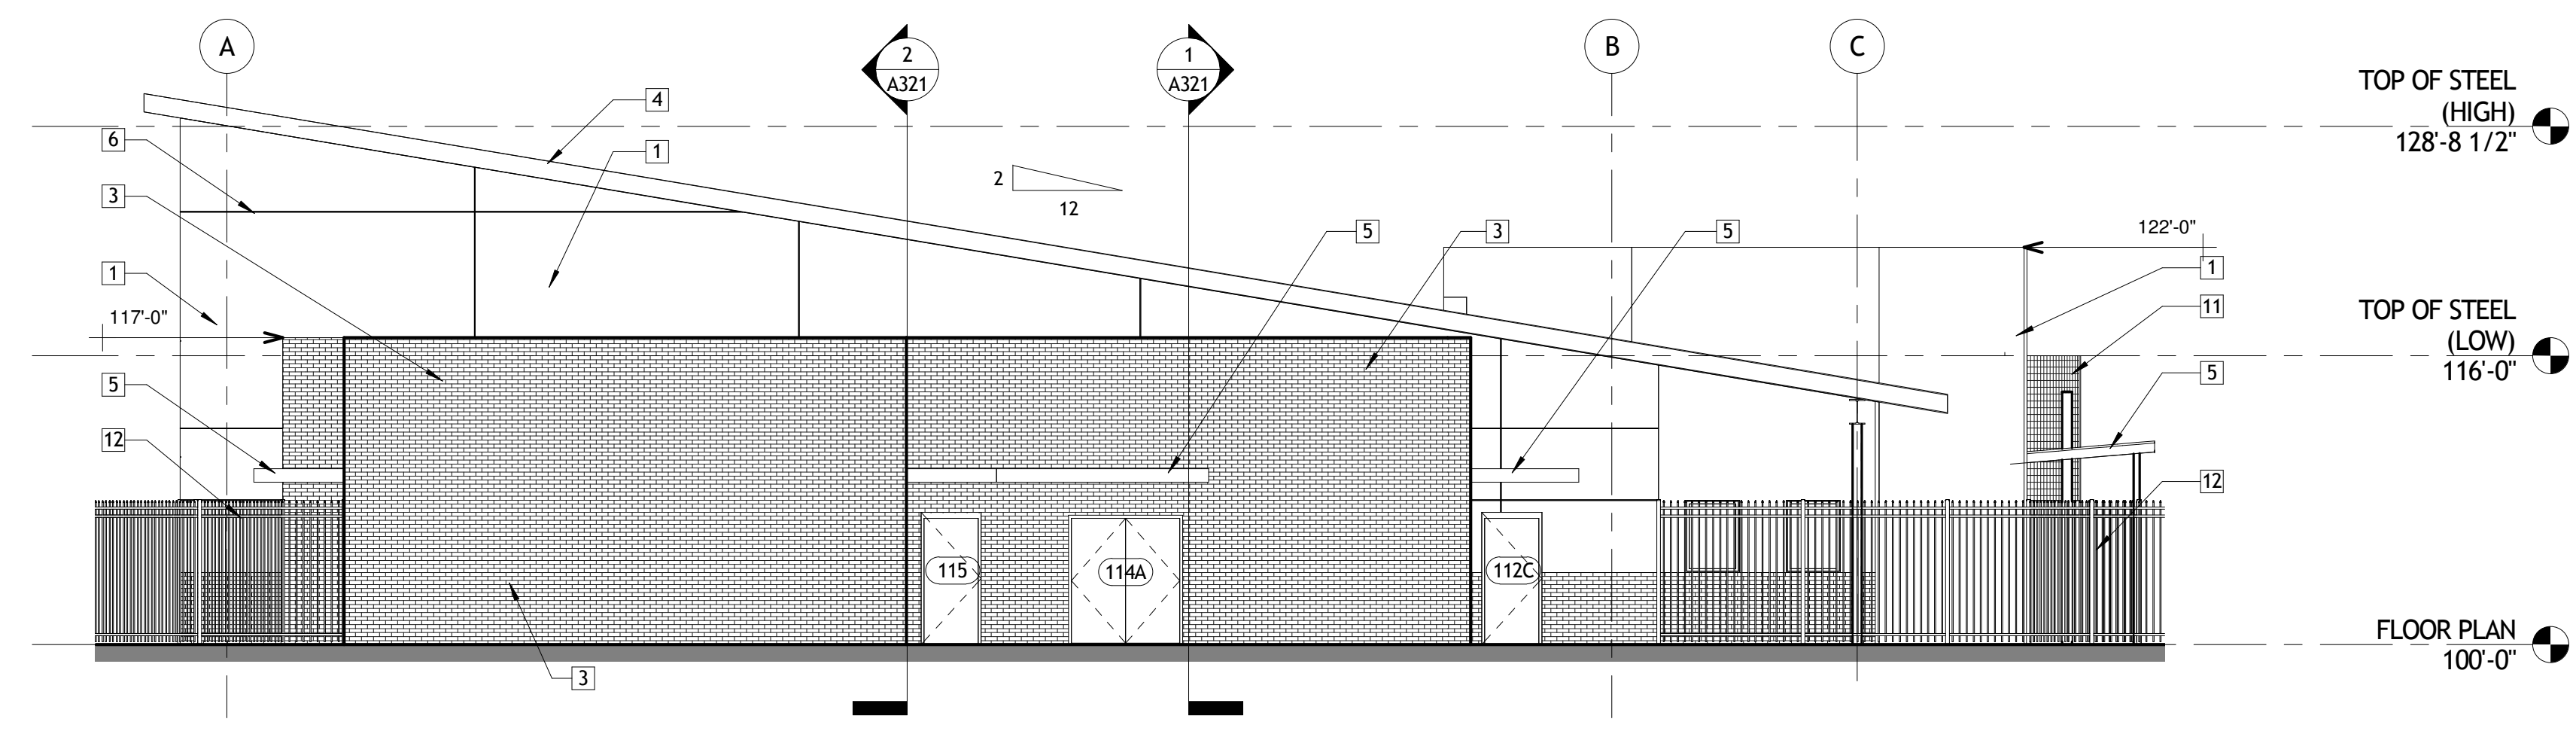 A
2
A321
1
A321
B
C
TOP OF STEEL
(HIGH)
128'-8 1/2"
4
6
1
2
12
3
5
3
5
122'-0"
1
1
11
117'-0"
TOP OF STEEL
(LOW)
116'-0"
5
5
12
12
115
114A
112C
FLOOR PLAN
100'-0"
3